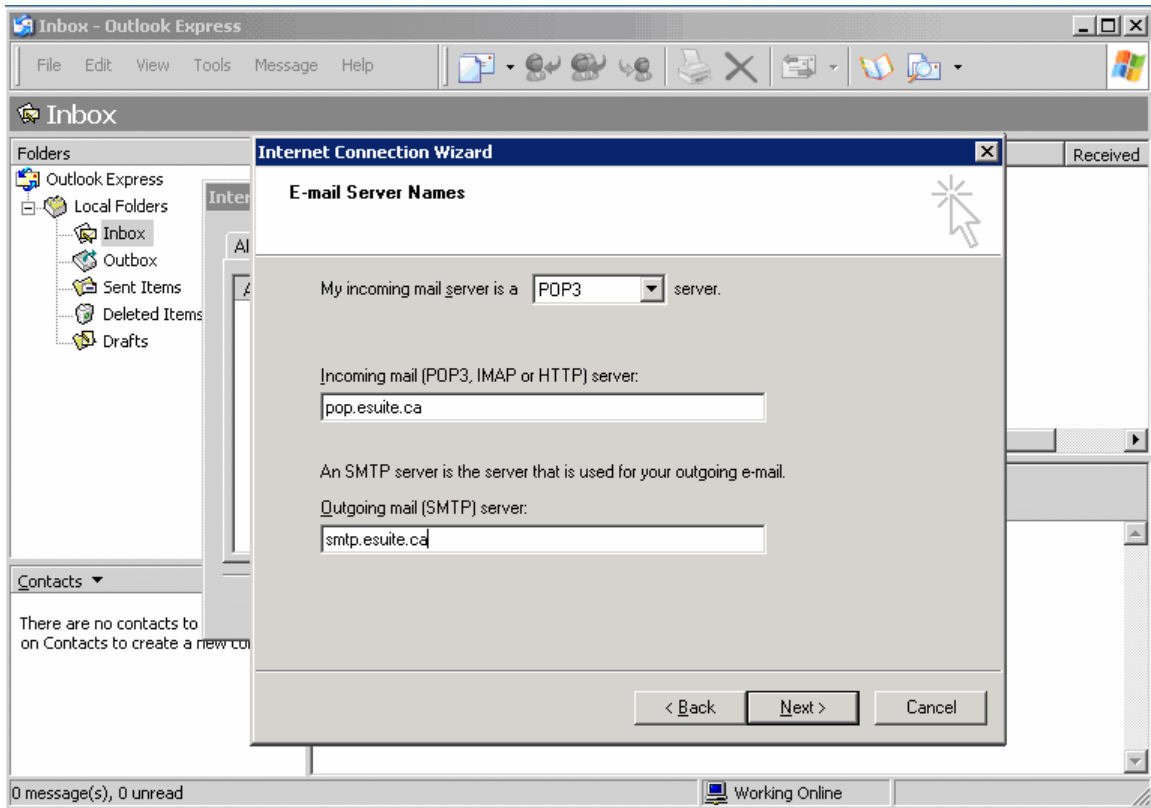 Inbox - Outlook Express
File Edit View Tools Message Help
Inbox
Folders
Received
Outlook Express
Local Folders
Inbox
Outbox
Sent Items
Deleted Items
Drafts
Contacts
There are no contacts to
on Contacts to create a new
Internet Connection Wizard
E-mail Server Names
My incoming mail server is a POP3 server.
Incoming mail (POP3, IMAP or HTTP) server:
pop.esuite.ca
An SMTP server is the server that is used for your outgoing e-mail.
Outgoing mail (SMTP) server:
smtp.esuite.ca
< Back Next > Cancel
0 message(s), 0 unread
Working Online